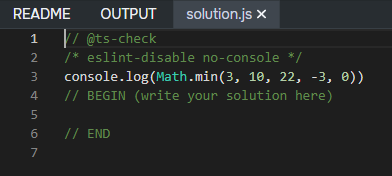 README OUTPUT solution.js ×
1 // @ts-check
2 /* eslint-disable no-console */
3 console.log(Math.min(3, 10, 22, -3, 0))
4 // BEGIN (write your solution here)
5
6 // END
7